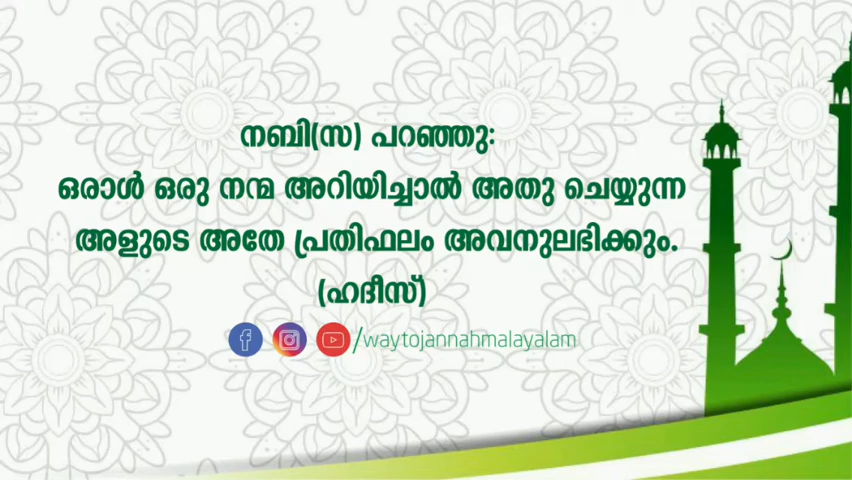 നബി(സ) പറഞ്ഞു:
ഒരാൾ ഒരു നന്മ അറിയിച്ചാൽ അതു ചെയ്യുന്ന
അളുടെ അതേ പ്രതിഫലം അവനുലഭിക്കും.
(ഹദീസ്)
/waytojannahmalayalam